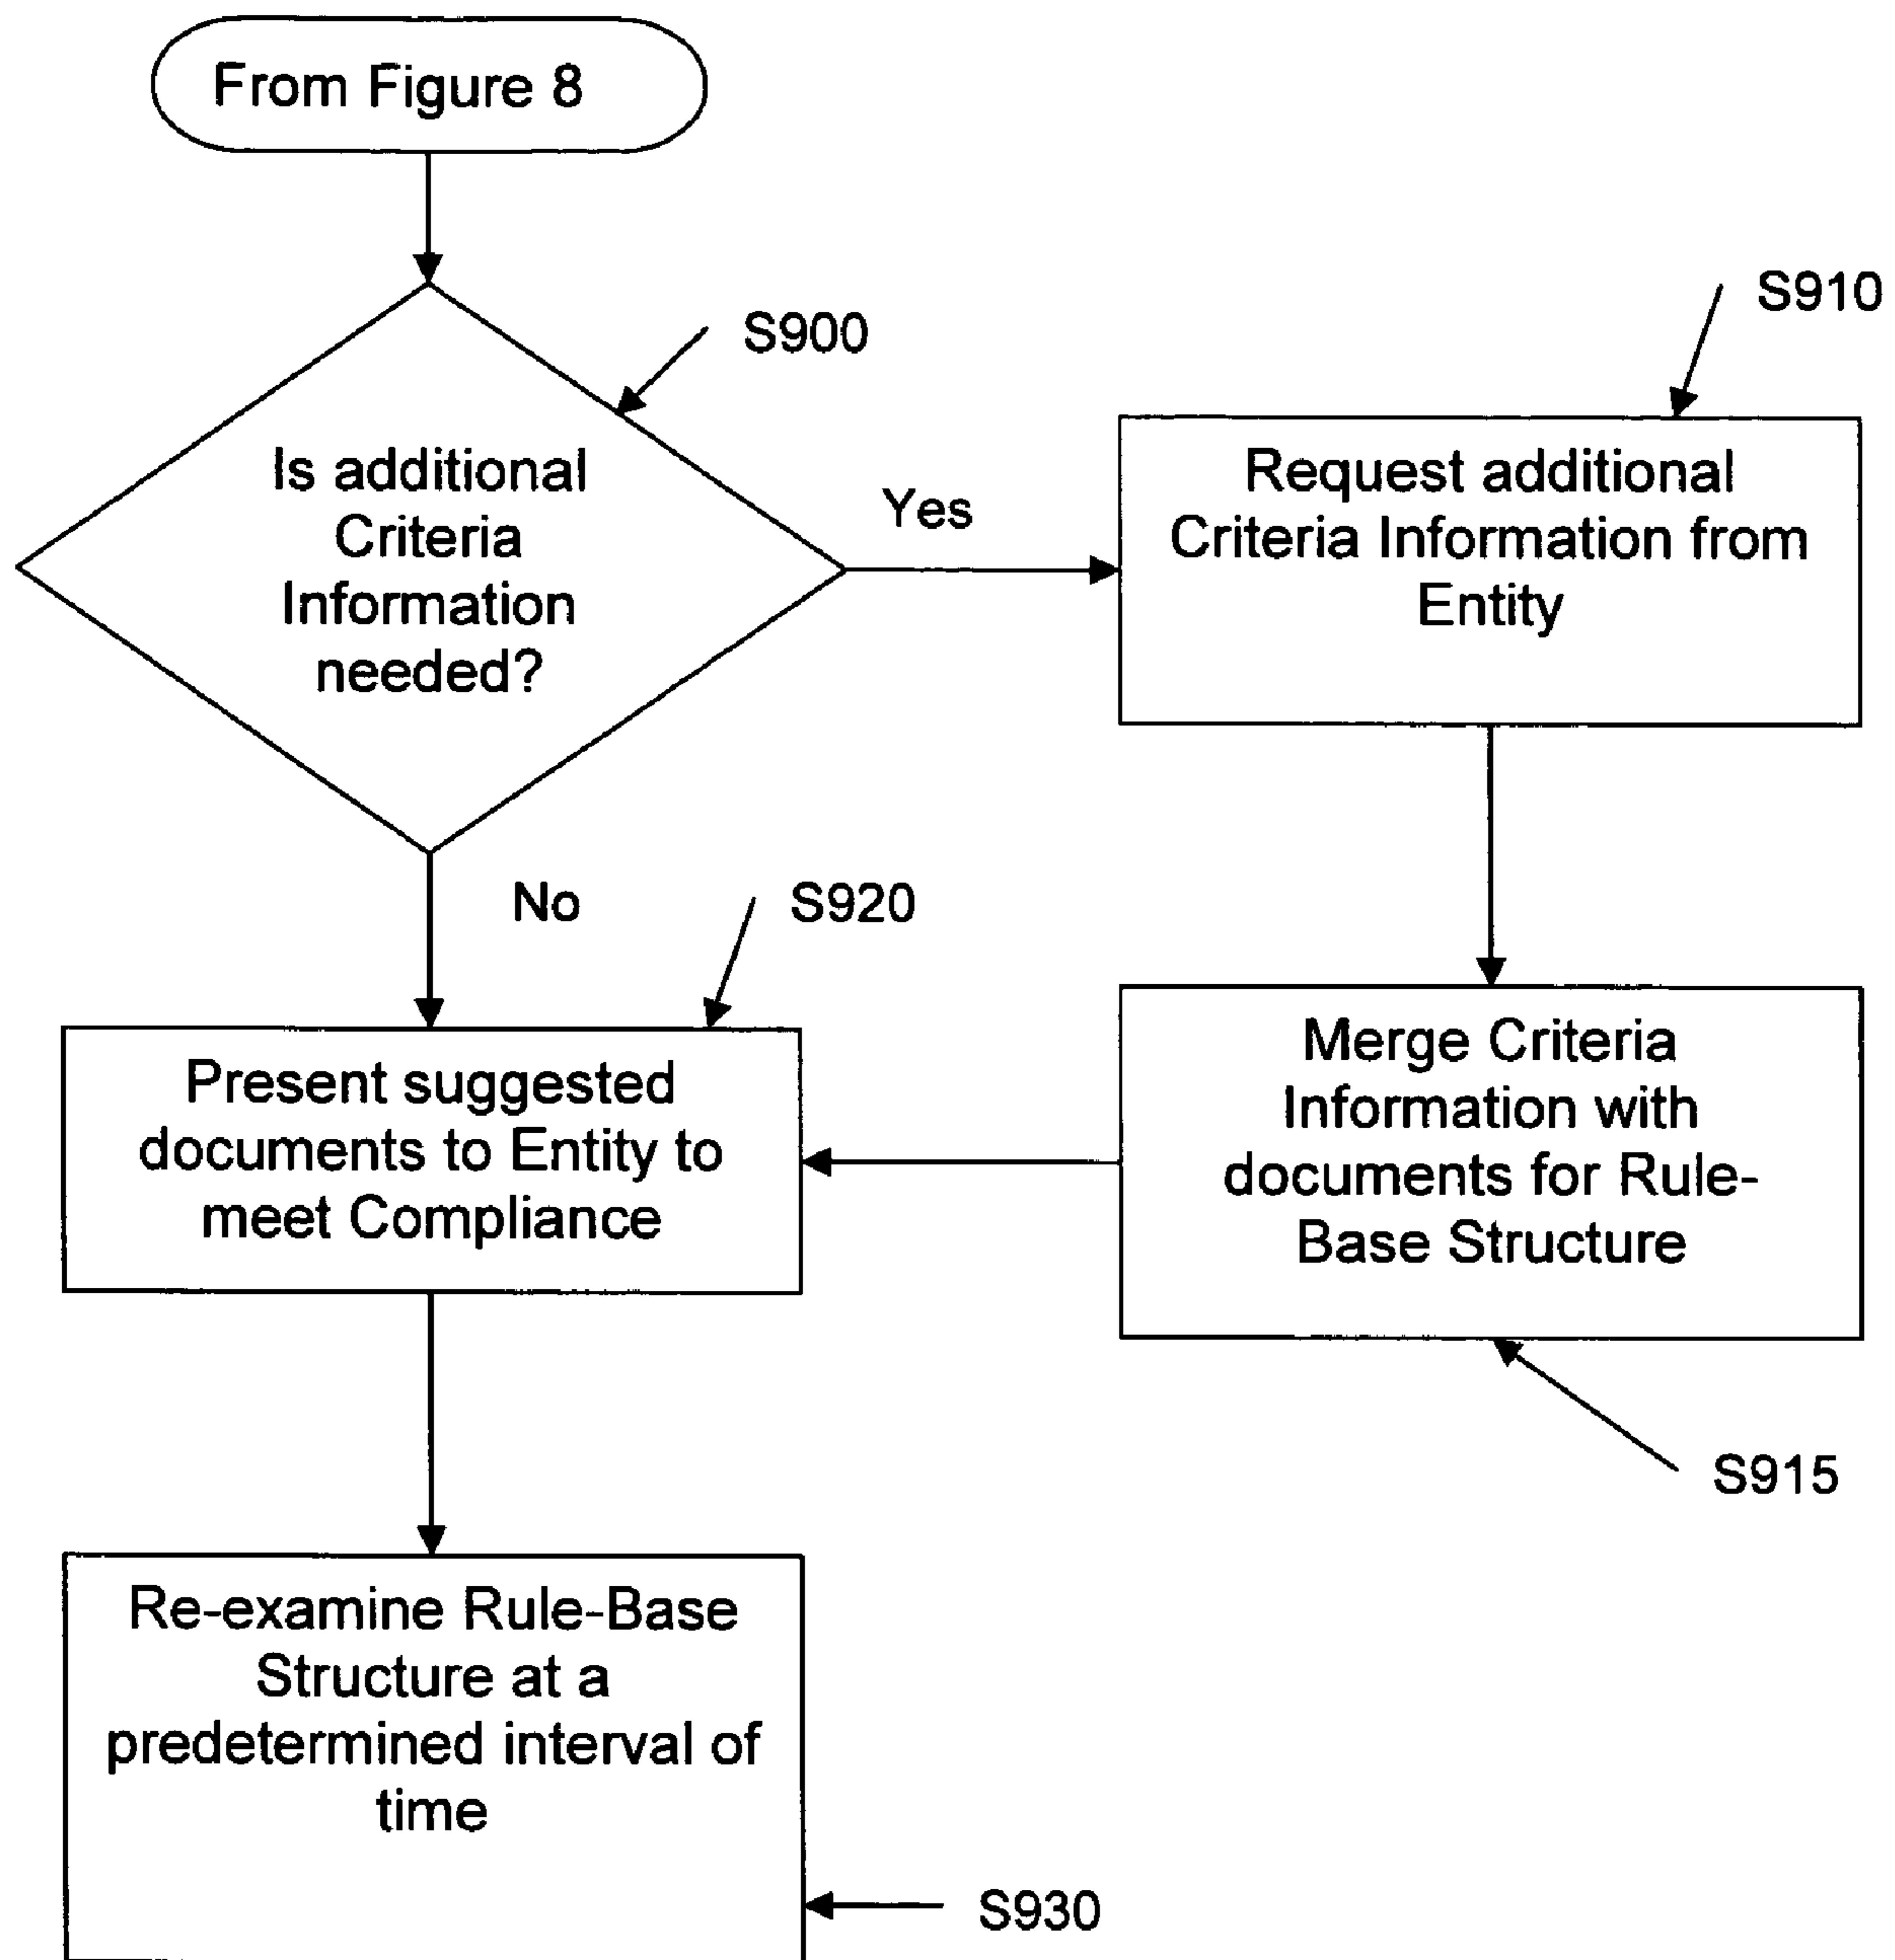 From Figure 8
S900
S910
Is additional
Criteria
Information
needed?
Yes
Request additional
Criteria Information from
Entity
No
S920
Present suggested
documents to Entity to
meet Compliance
Merge Criteria
Information with
documents for Rule-
Base Structure
S915
Re-examine Rule-Base
Structure at a
predetermined interval of
time
S930